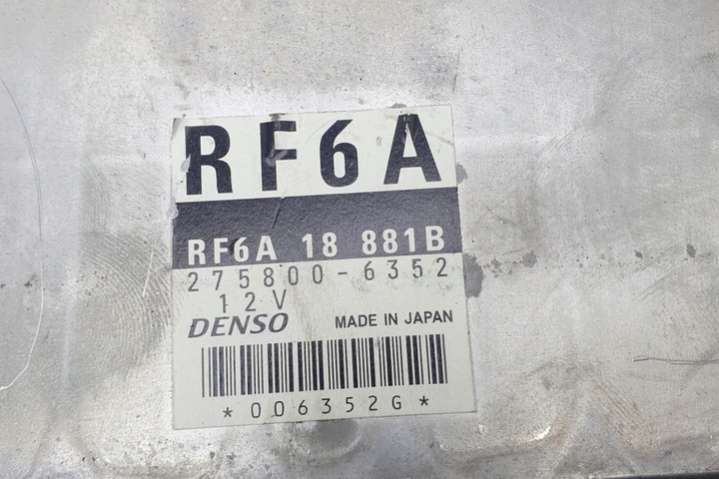 RF6A
RF6A 18 881B
275800-6352
12V
DENSO MADE IN JAPAN
*006352G*